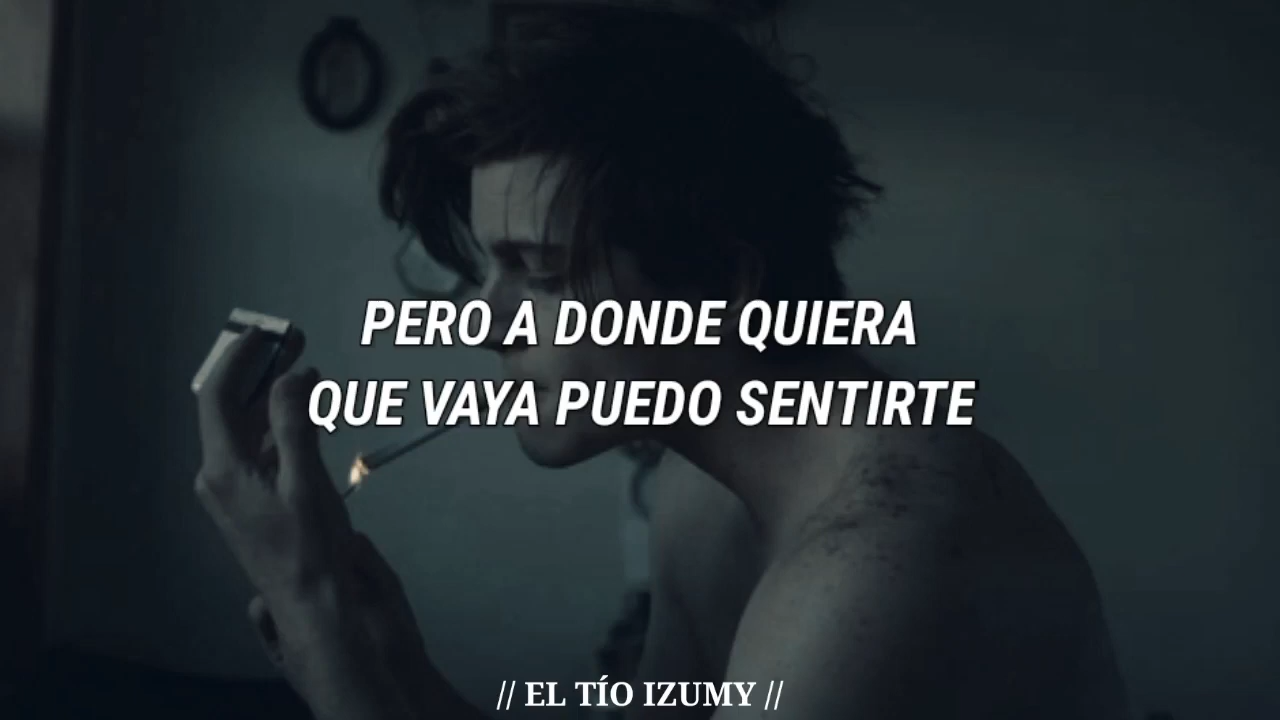 PERO A DONDE QUIERA
QUE VAYA PUEDO SENTIRTE
// EL TÍO IZUMY //